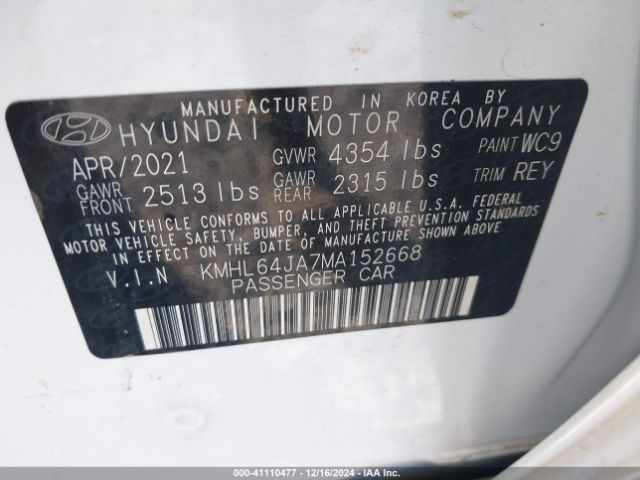 MANUFACTURED IN KOREA BY
HYUNDAI MOTOR COMPANY
APR/2021 GVWR 4354 lbs PAINT WC9
GAWR FRONT 2513 lbs GAWR REAR 2315 lbs TRIM REY
THIS VEHICLE CONFORMS TO ALL APPLICABLE U.S.A. FEDERAL
MOTOR VEHICLE SAFETY, BUMPER, AND THEFT PREVENTION STANDARDS
IN EFFECT ON THE DATE OF MANUFACTURE SHOWN ABOVE.
V.I.N KMHL64JA7MA152668
PASSENGER CAR
000-41110477 - 12/16/2024 - IAA Holdings, LLC.